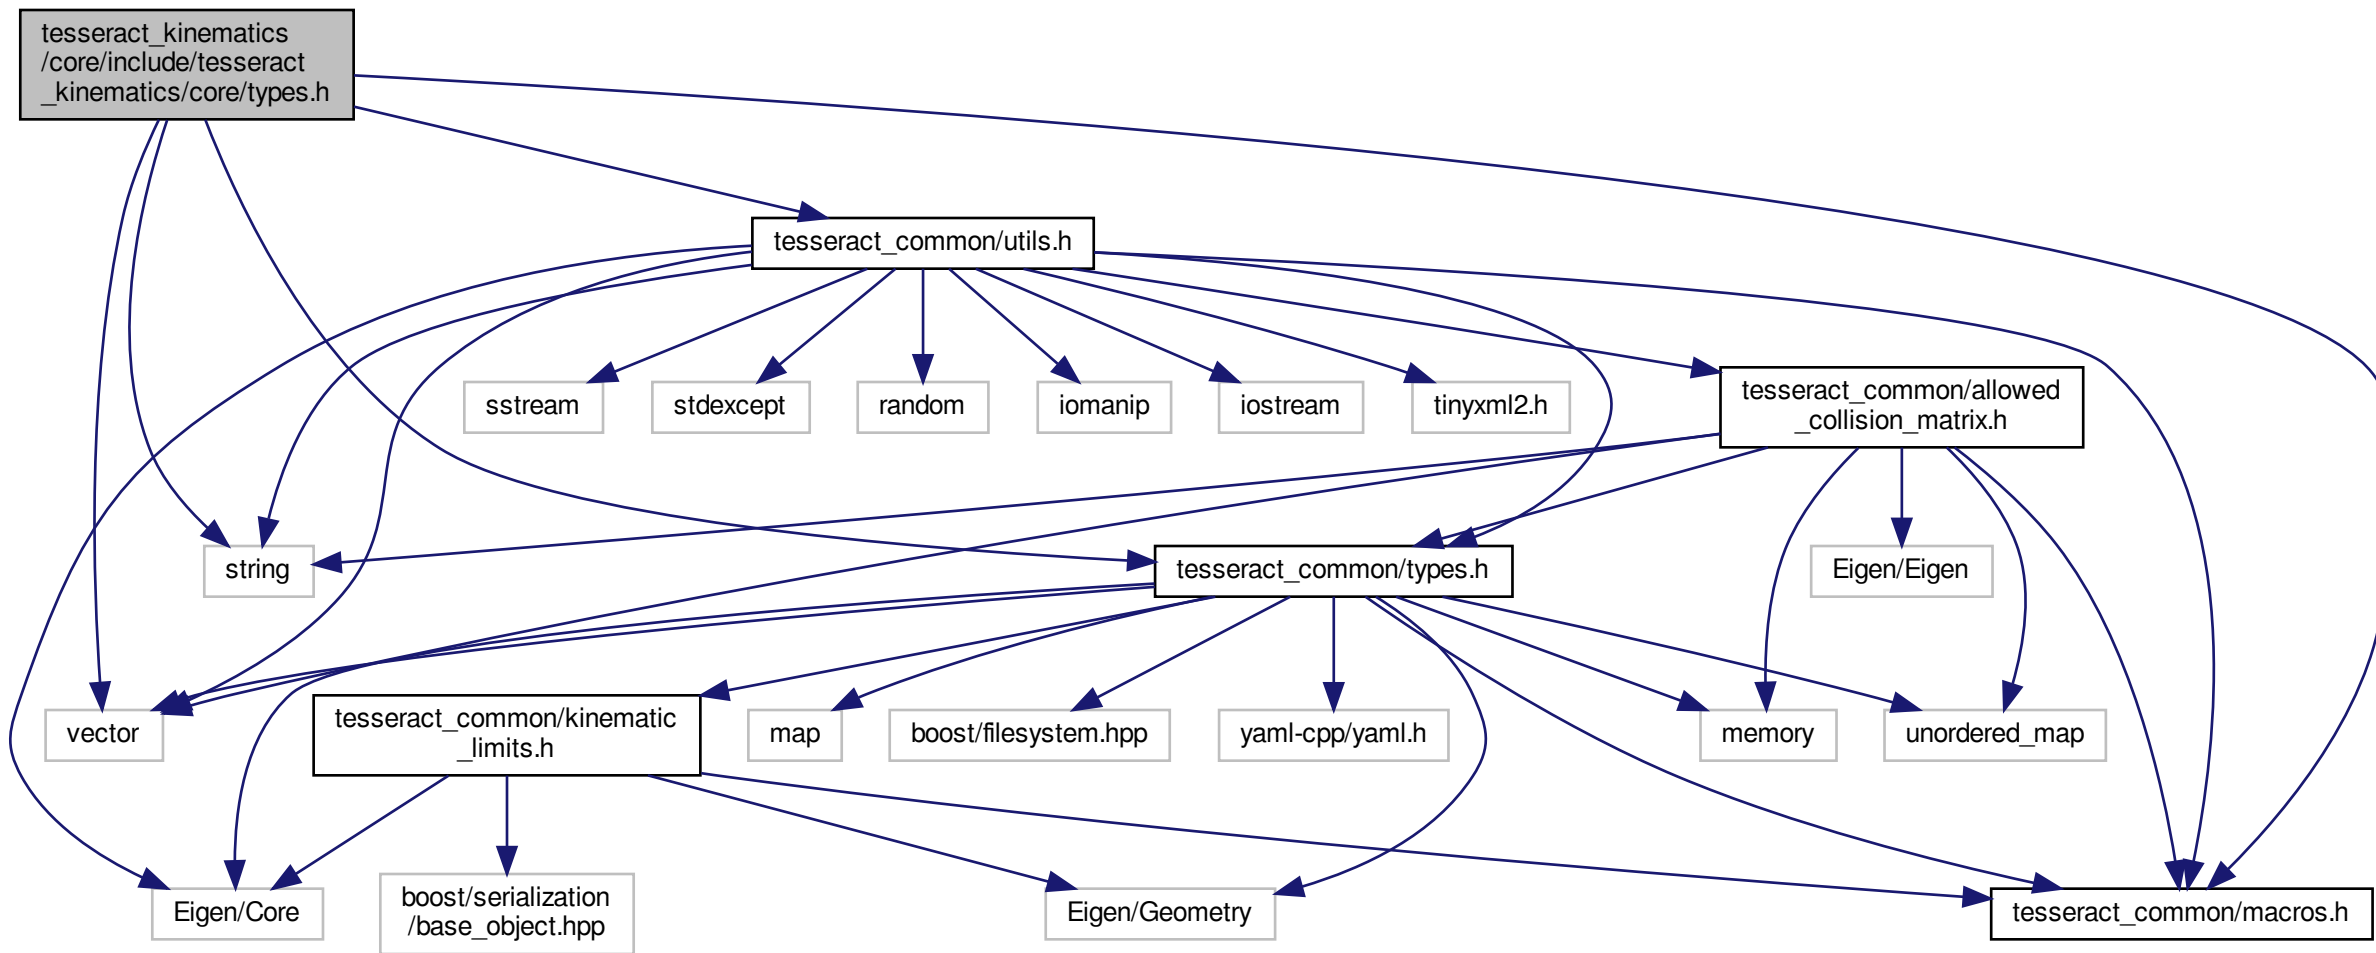 tesseract_kinematics
/core/include/tesseract
_kinematics/core/types.h
tesseract_common/utils.h
sstream
stdexcept
random
iomanip
iostream
tinyxml2.h
tesseract_common/allowed
_collision_matrix.h
string
tesseract_common/types.h
Eigen/Eigen
vector
tesseract_common/kinematic
_limits.h
map
boost/filesystem.hpp
yaml-cpp/yaml.h
memory
unordered_map
Eigen/Core
boost/serialization
/base_object.hpp
Eigen/Geometry
tesseract_common/macros.h